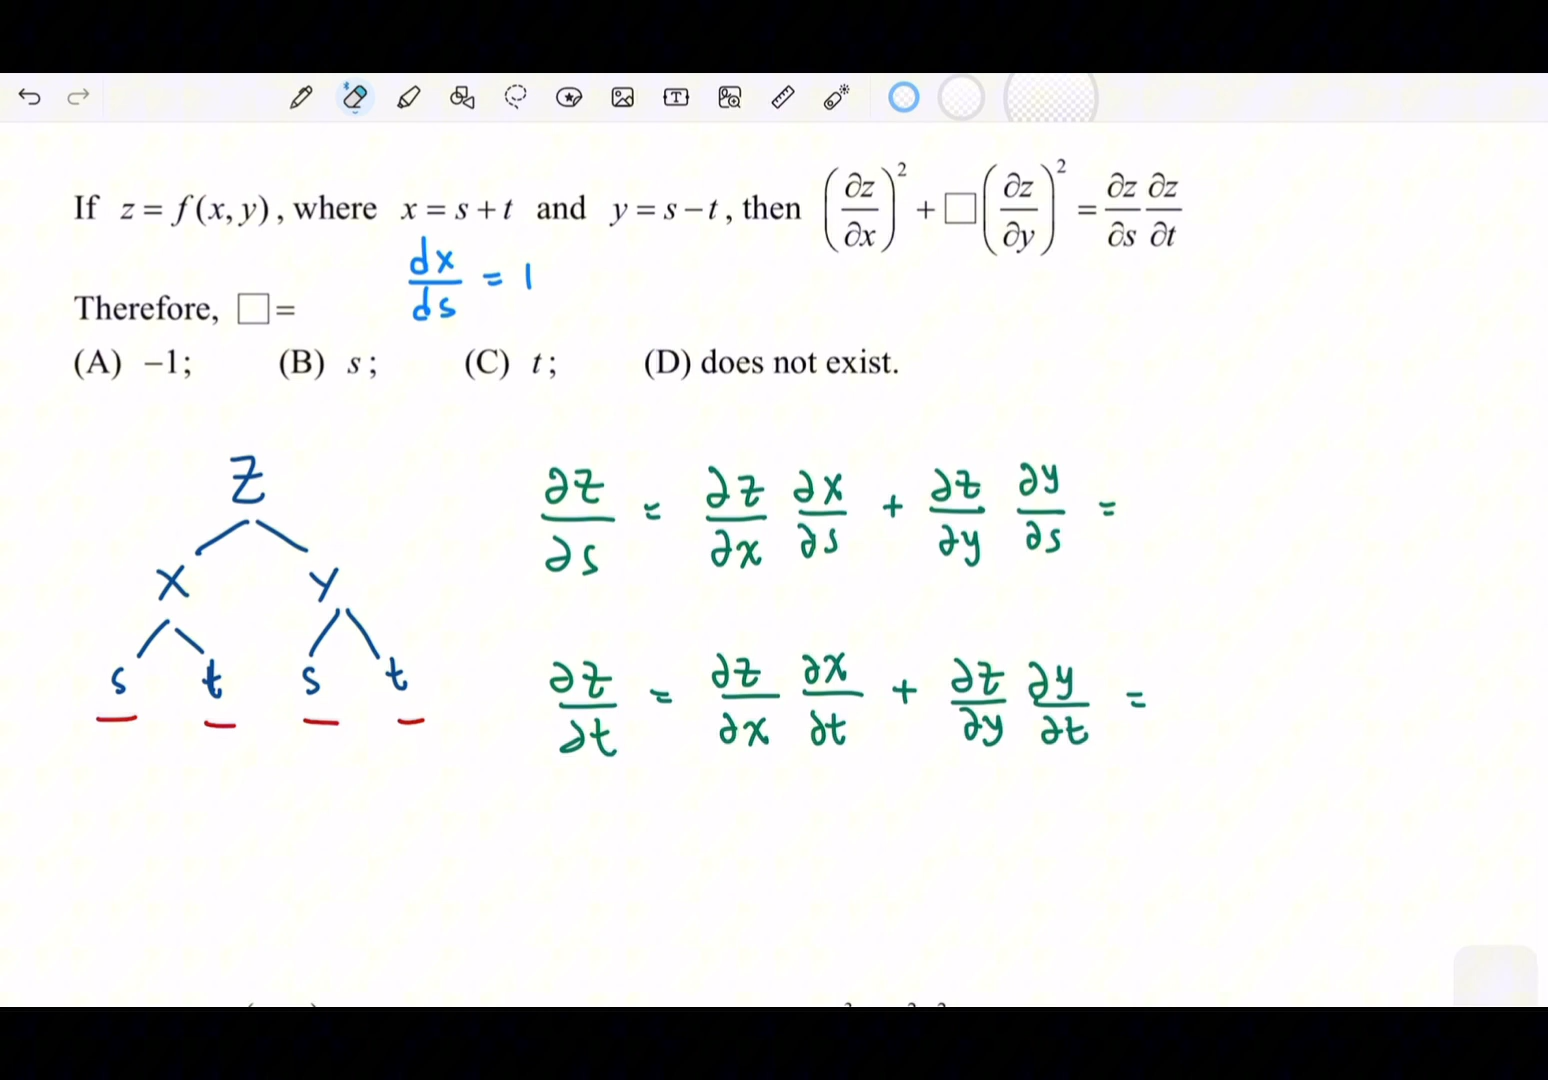 If z = f(x, y), where x = s + t and y = s − t, then (∂z/∂x)² + □(∂z/∂y)² = ∂z/∂s ∂z/∂t
dx/ds = 1
Therefore, □ =
(A) −1; (B) s; (C) t; (D) does not exist.
Z
x y
s t s t
∂z/∂s = ∂z/∂x ∂x/∂s + ∂z/∂y ∂y/∂s =
∂z/∂t = ∂z/∂x ∂x/∂t + ∂z/∂y ∂y/∂t =